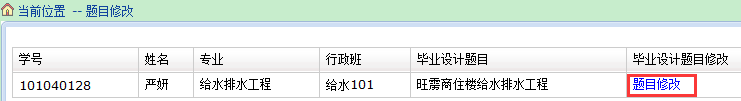 当前位置 -- 题目修改
学号 姓名 专业 行政班 毕业设计题目 毕业设计题目修改
101040128 严妍 给水排水工程 给水101 旺霈商住楼给水排水工程 题目修改